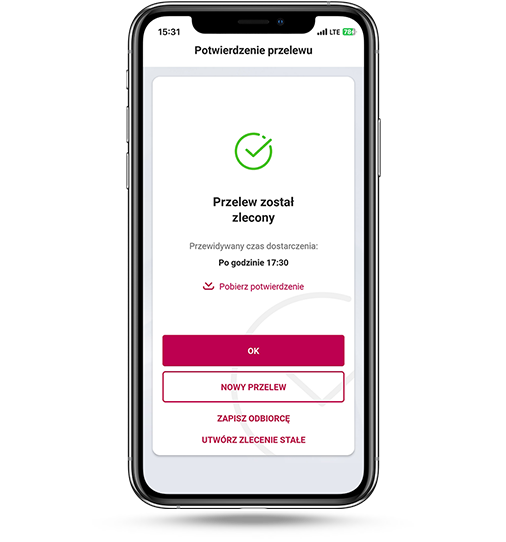 15:31 LTE 78
Potwierdzenie przelewu
Przelew został
zlecony
Przewidywany czas dostarczenia:
Po godzinie 17:30
Pobierz potwierdzenie
OK
NOWY PRZELEW
ZAPISZ ODBIORCĘ
UTWÓRZ ZLECENIE STAŁE